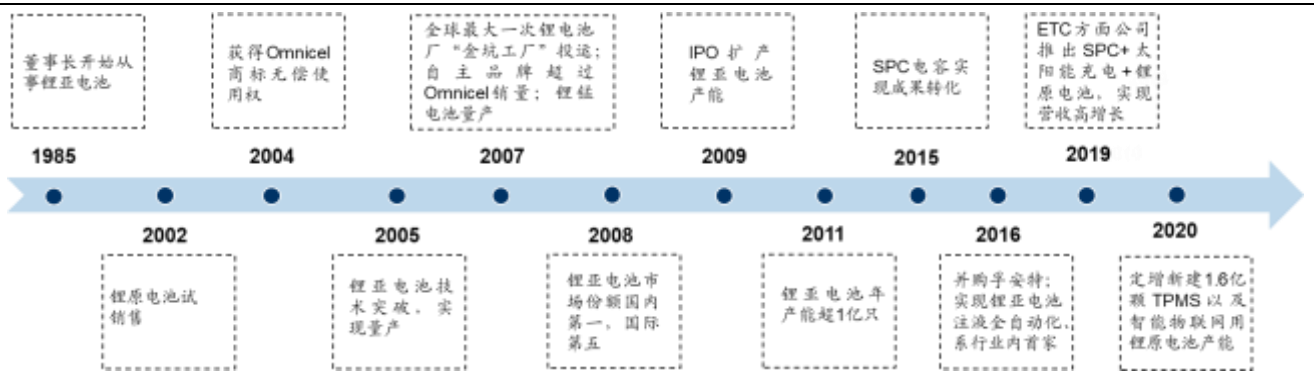 董事长开始从
事锂亚电池
获得Omnicel
商标无偿使
用权
全球最大一次锂电池
厂“金坑工厂”投运；
自主品牌超过
Omnicel销量；锂锰
电池量产
IPO扩产
锂亚电池
产能
SPC电容实
现成果转化
ETC方面公司
推出SPC+太
阳能充电+锂
原电池，实现
营收高增长
1985
2004
2007
2009
2015
2019
2002
2005
2008
2011
2016
2020
锂原电池试
销售
锂亚电池技
术突破，实
现量产
锂亚电池市
场份额国内
第一，国际
第五
锂亚电池年
产能超1亿只
并购孚安特；
实现锂亚电池
注液全自动化，
系行业内首家
定增新建1.6亿
颗TPMS以及
智能物联网用
锂原电池产能